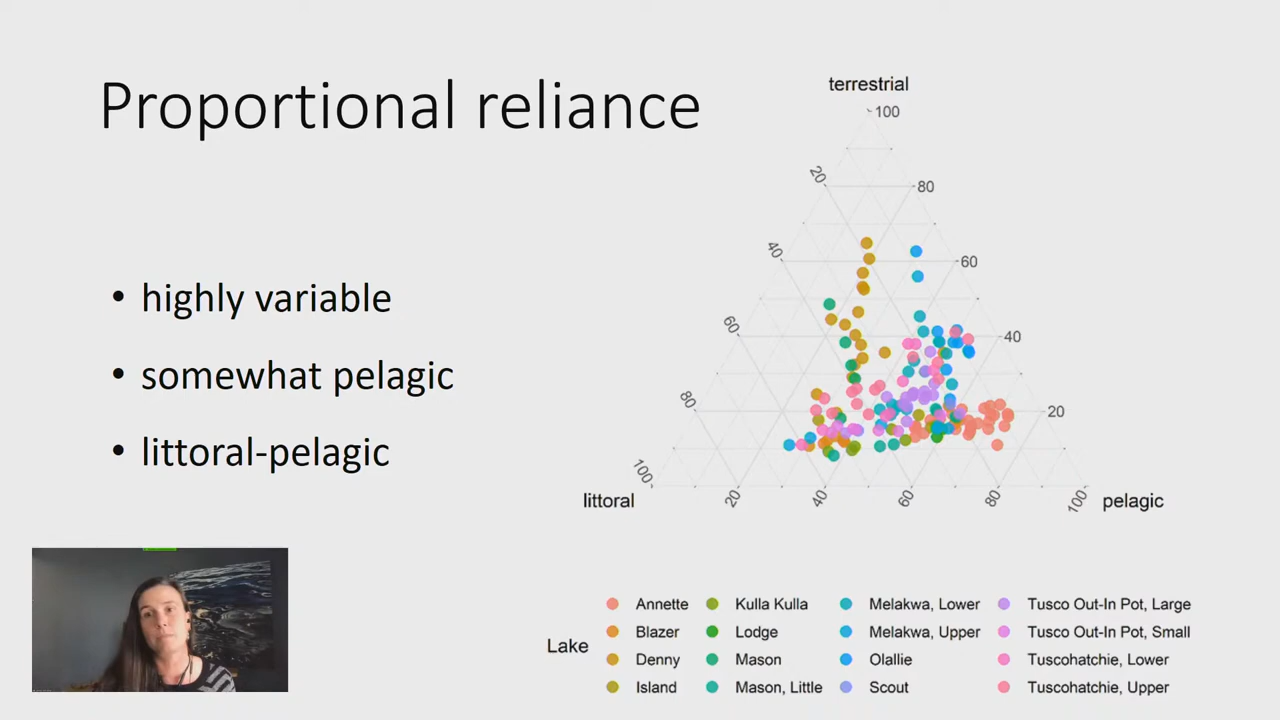 Proportional reliance
• highly variable
• somewhat pelagic
• littoral-pelagic
terrestrial
100
20
80
40
60
60
40
80
20
100
littoral
20
40
60
80
100
pelagic
Lake
Annette
Blazer
Denny
Island
Kulla Kulla
Lodge
Mason
Mason, Little
Melakwa, Lower
Melakwa, Upper
Olallie
Scout
Tusco Out-In Pot, Large
Tusco Out-In Pot, Small
Tuscohatchie, Lower
Tuscohatchie, Upper